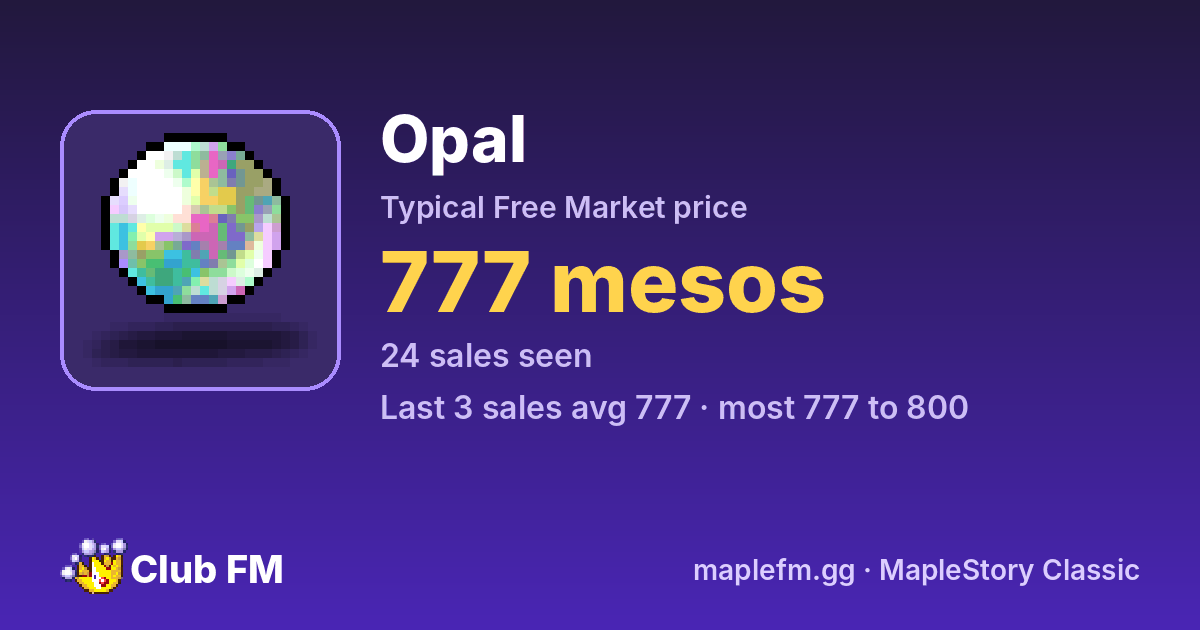 Opal
Typical Free Market price
777 mesos
24 sales seen
Last 3 sales avg 777 · most 777 to 800
Club FM
maplefm.gg · MapleStory Classic